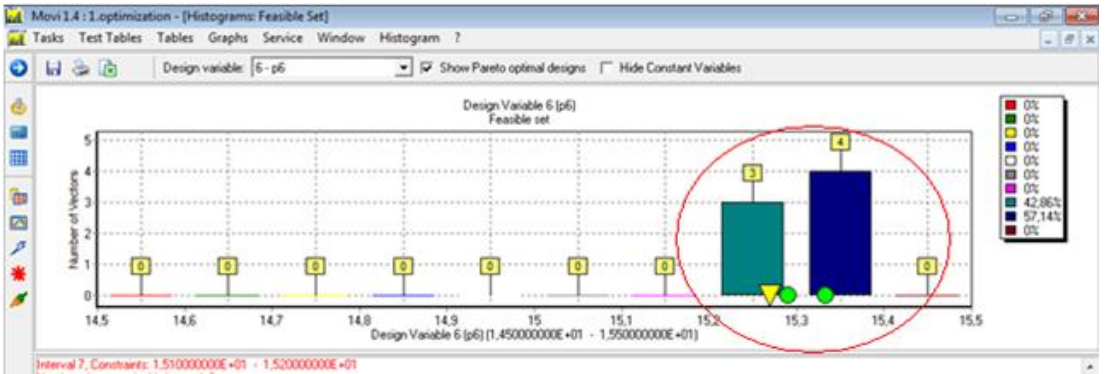 Movi 1.4 : 1.optimization - [Histograms: Feasible Set]
Tasks Test Tables Tables Graphs Service Window Histogram ?
Design variable: 6 - p6 Show Pareto optimal designs Hide Constant Variables
Design Variable 6 (p6)
Feasible set
Number of Vectors
5
4
3
2
1
0
0 0 0 0 0 0 0 3 4 0
14,5 14,6 14,7 14,8 14,9 15 15,1 15,2 15,3 15,4 15,5
Design Variable 6 (p6) (1,450000000E+01 - 1,550000000E+01)
0%
0%
0%
0%
0%
0%
0%
42,86%
57,14%
0%
Interval 7, Constraints: 1,510000000E+01 - 1,520000000E+01